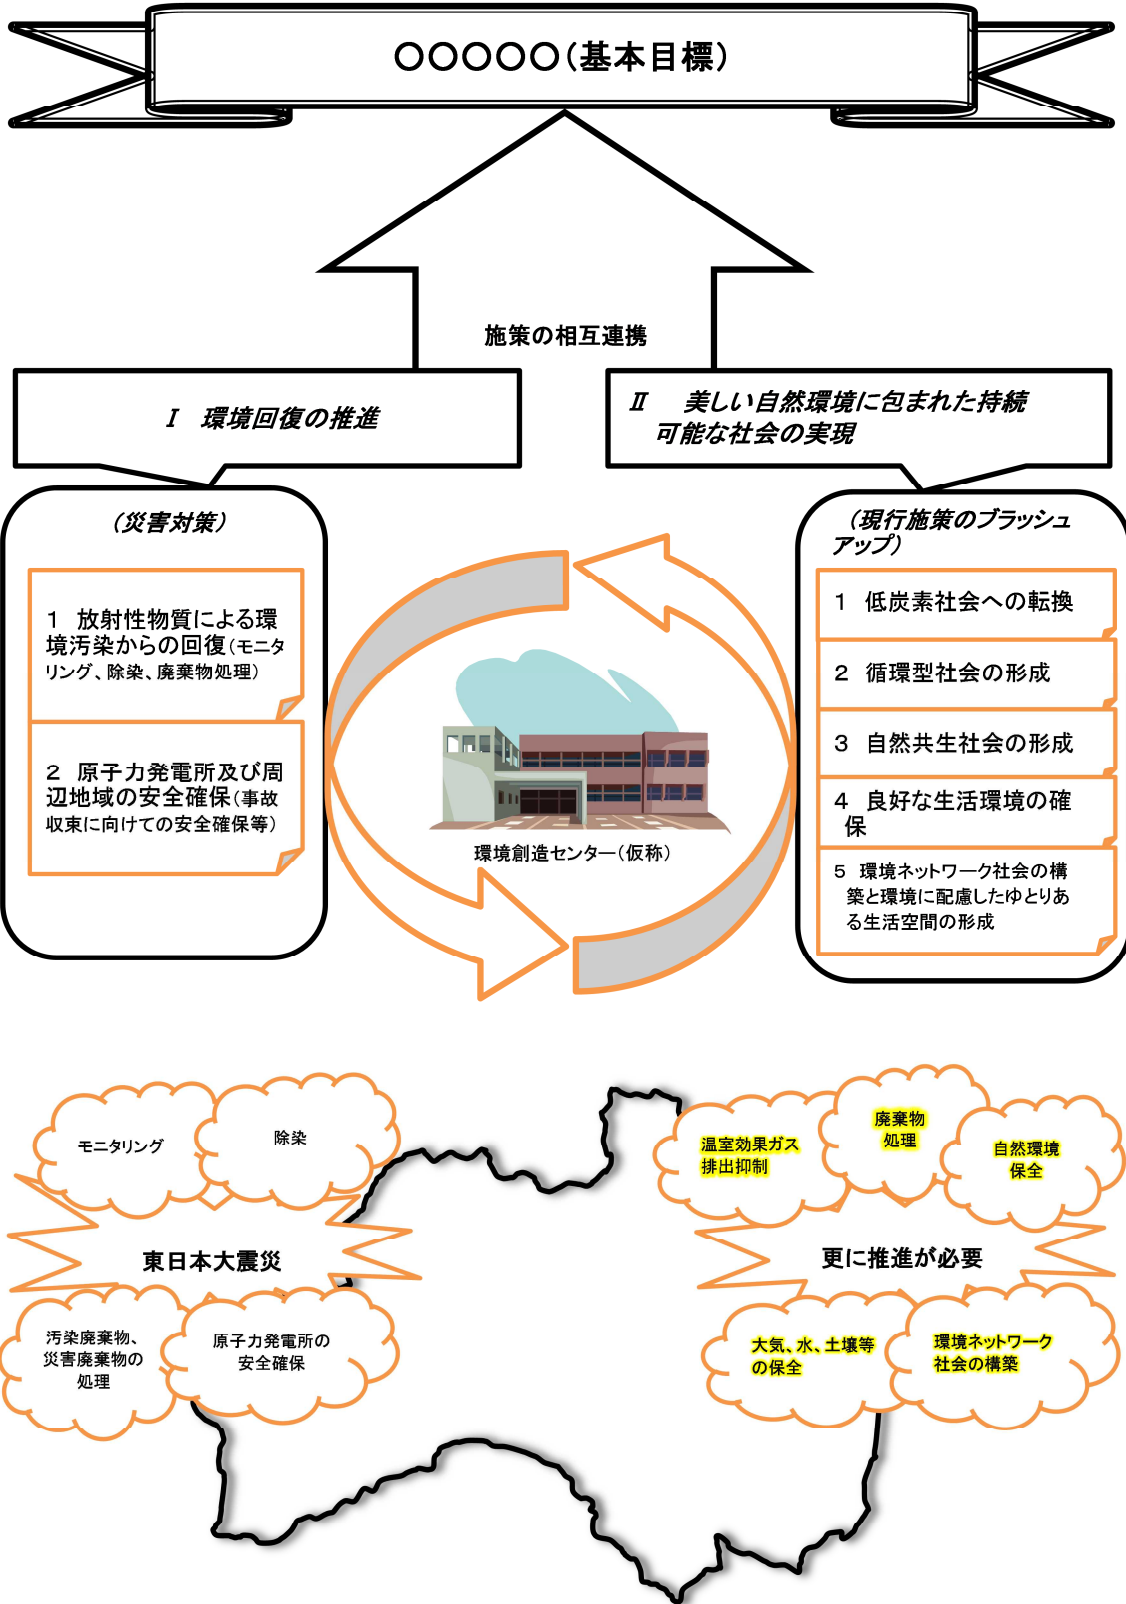 ○○○○○（基本目標）
施策の相互連携
Ⅰ　環境回復の推進
Ⅱ　美しい自然環境に包まれた持続
可能な社会の実現
（災害対策）
１　放射性物質による環
境汚染からの回復（モニタ
リング、除染、廃棄物処理）
２　原子力発電所及び周
辺地域の安全確保（事故
収束に向けての安全確保等）
環境創造センター（仮称）
（現行施策のブラッシュ
アップ）
１　低炭素社会への転換
２　循環型社会の形成
３　自然共生社会の形成
４　良好な生活環境の確
保
５　環境ネットワーク社会の構
築と環境に配慮したゆとりあ
る生活空間の形成
モニタリング
除染
東日本大震災
汚染廃棄物、
災害廃棄物の
処理
原子力発電所の
安全確保
温室効果ガス
排出抑制
廃棄物
処理
自然環境
保全
更に推進が必要
大気、水、土壌等
の保全
環境ネットワーク
社会の構築